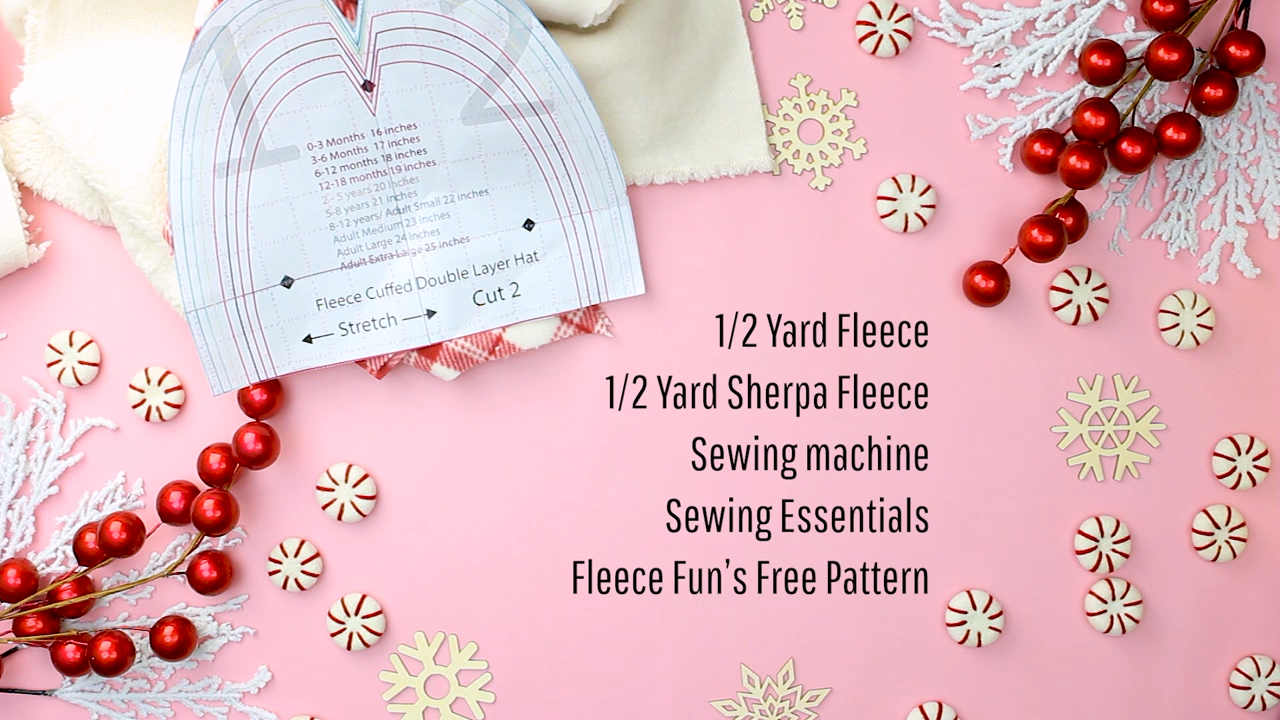 1 2
0-3 Months 16 inches
3-6 Months 17 inches
6-12 months 18 inches
12-18 months 19 inches
2- 5 years 20 inches
5-8 years 21 inches
8-12 years/ Adult Small 22 inches
Adult Medium 23 inches
Adult Large 24 inches
Adult Extra Large 25 inches
Fleece Cuffed Double Layer Hat
Stretch Cut 2
1/2 Yard Fleece
1/2 Yard Sherpa Fleece
Sewing machine
Sewing Essentials
Fleece Fun's Free Pattern